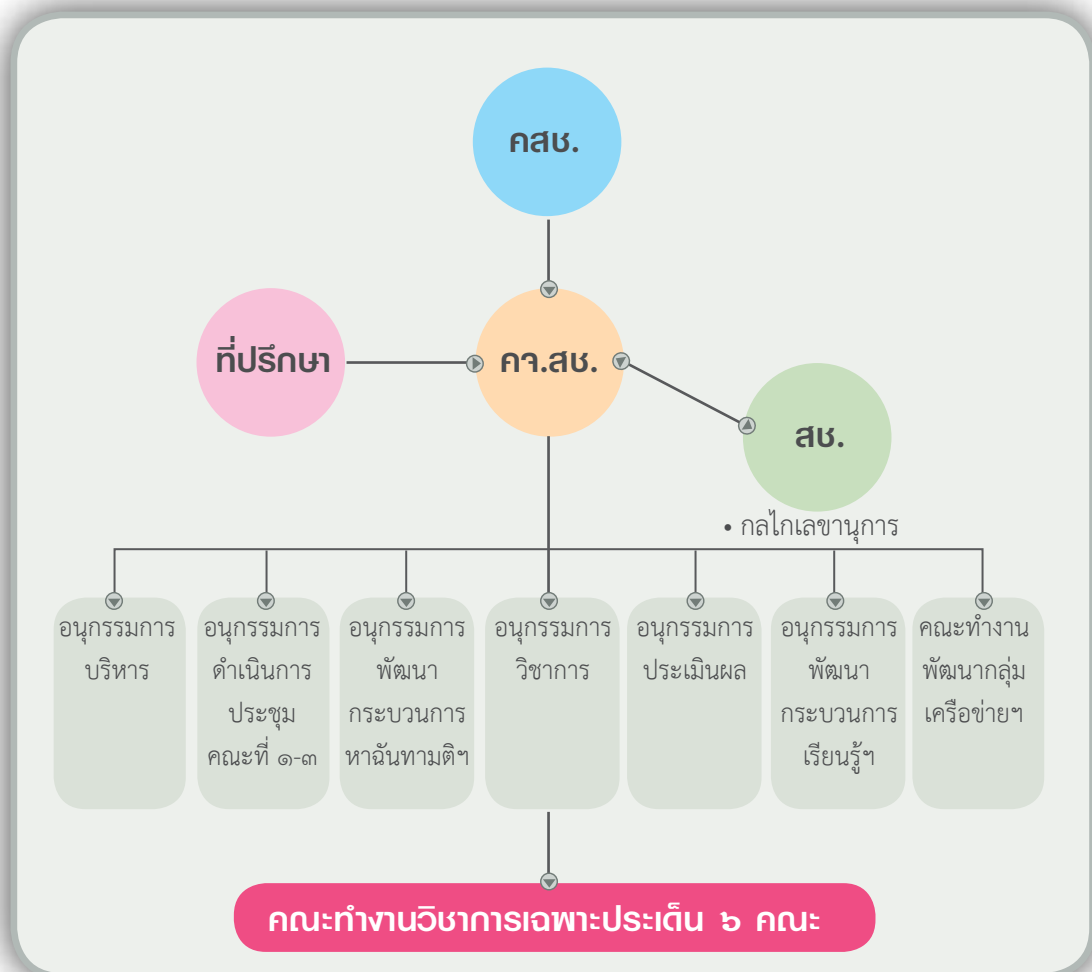 คสช.
ที่ปรึกษา
คจ.สช.
สช.
• กลไกเลขานุการ
อนุกรรมการ
บริหาร
อนุกรรมการ
ดำเนินการ
ประชุม
คณะที่ ๑-๓
อนุกรรมการ
พัฒนา
กระบวนการ
หาฉันทามติฯ
อนุกรรมการ
วิชาการ
อนุกรรมการ
ประเมินผล
อนุกรรมการ
พัฒนา
กระบวนการ
เรียนรู้ฯ
คณะทำงาน
พัฒนากลุ่ม
เครือข่ายฯ
คณะทำงานวิชาการเฉพาะประเด็น ๖ คณะ